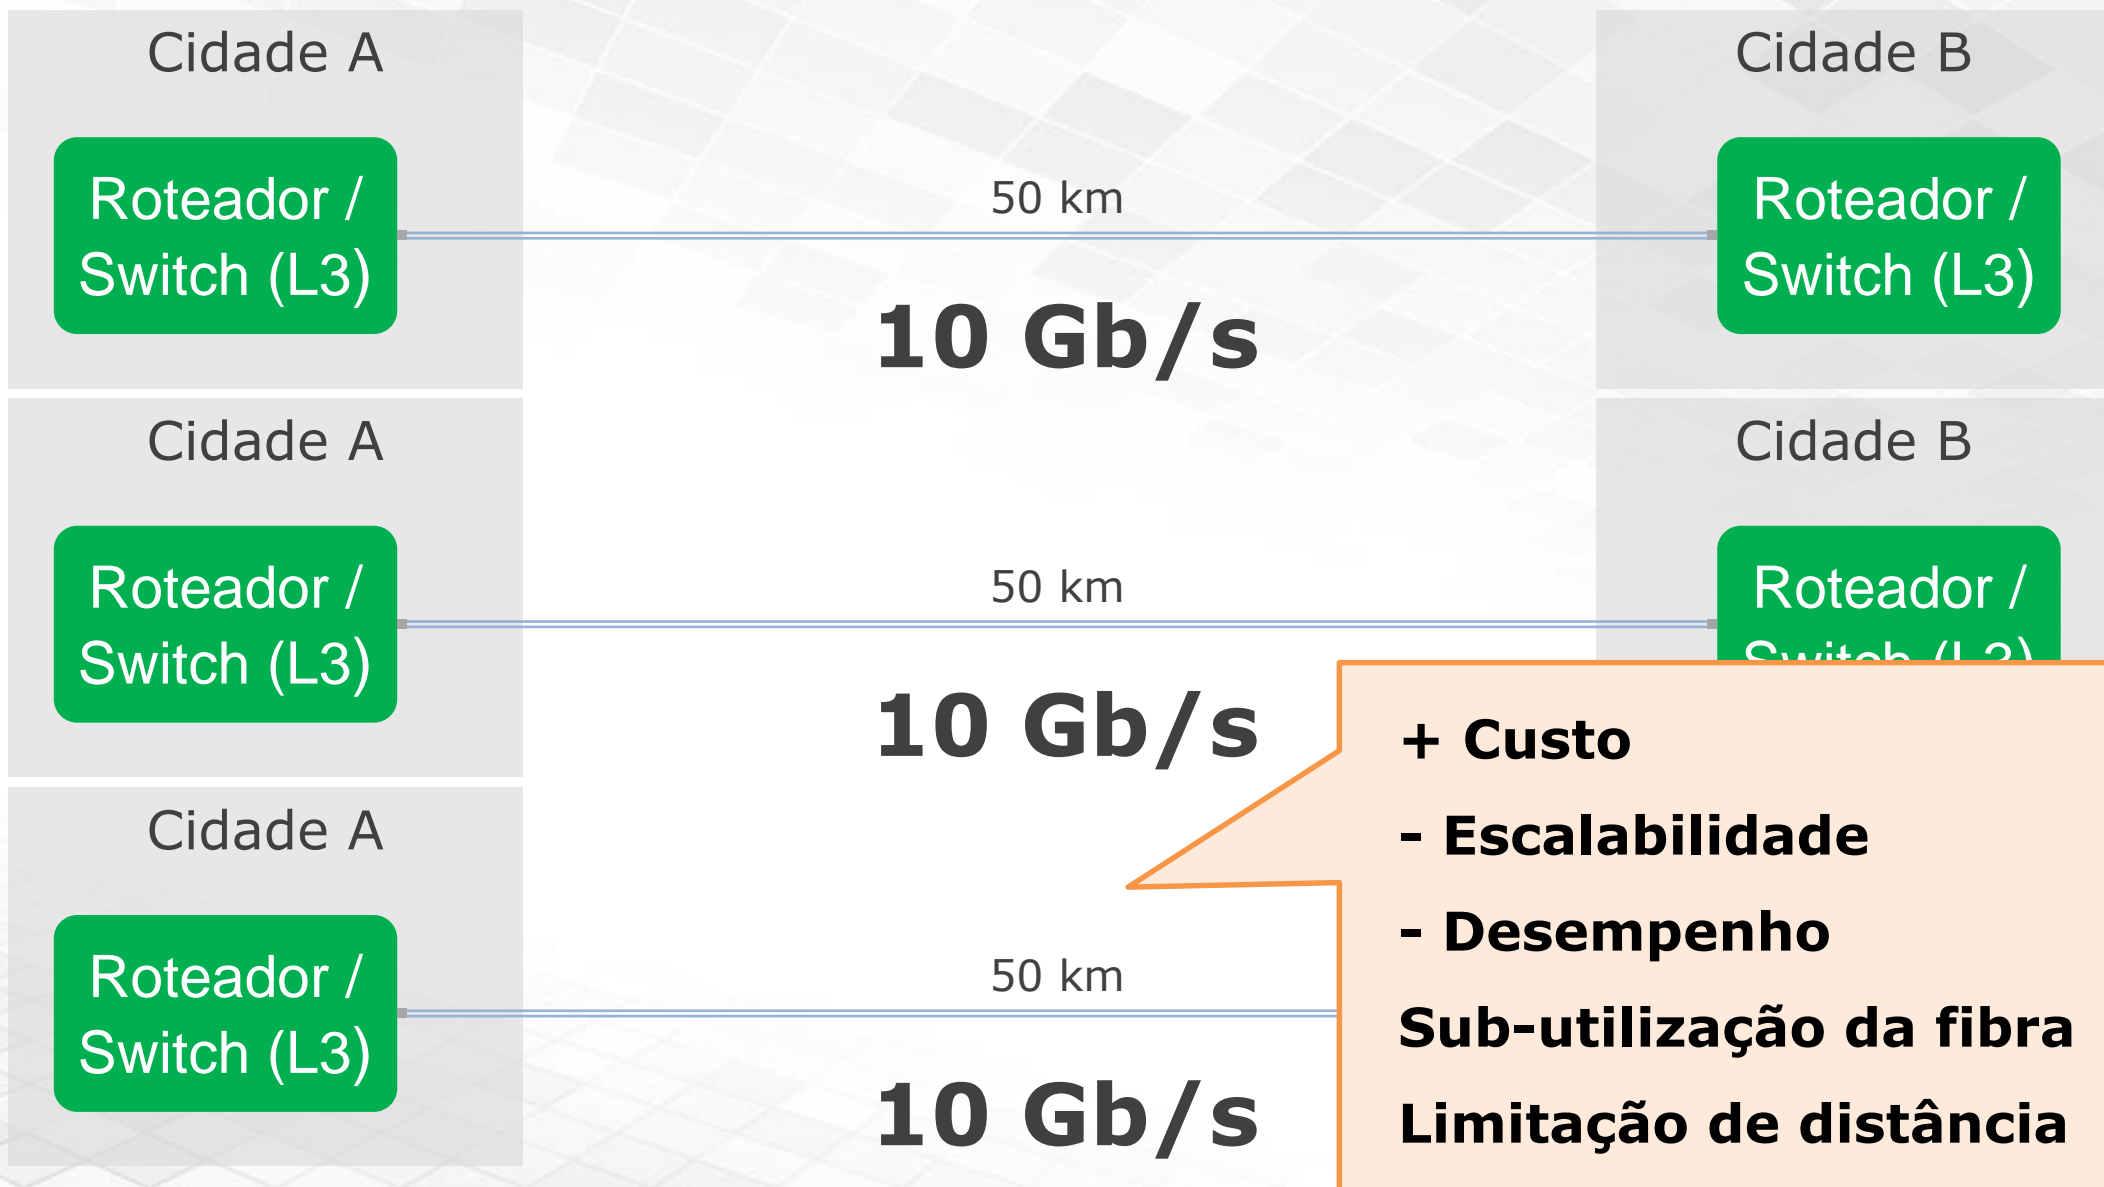 Cidade A
Cidade B
Roteador /
Switch (L3)
50 km
Roteador /
Switch (L3)
10 Gb/s
Cidade A
Cidade B
Roteador /
Switch (L3)
50 km
Roteador /
Switch (L3)
10 Gb/s
Cidade A
Roteador /
Switch (L3)
50 km
10 Gb/s
+ Custo
- Escalabilidade
- Desempenho
Sub-utilização da fibra
Limitação de distância